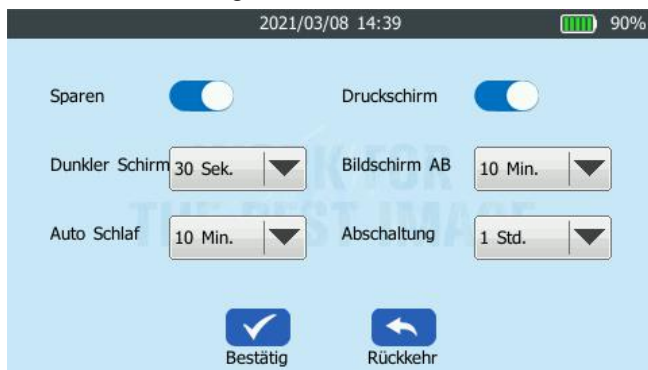 2021/03/08 14:39 90%
Sparen Druckschirm
Dunkler Schirm 30 Sek. Bildschirm AB 10 Min.
Auto Schlaf 10 Min. Abschaltung 1 Std.
Bestätig Rückkehr